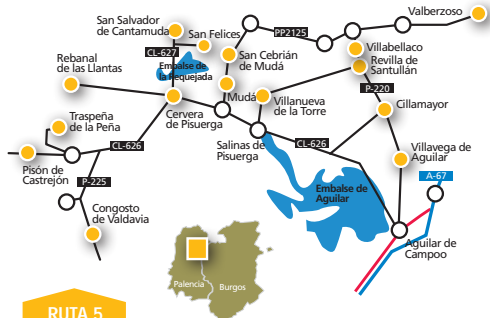 Valberzoso
San Salvador
de Cantamuda
San Felices
PP2125
CL-627
Villabellaco
Rebanal
de las Llantas
Embalse de
la Requejada
San Cebrián
de Mudá
Revilla de
Santullán
P-220
Mudá
Villanueva de
la Torre
Cillamayor
Traspeña
de la Peña
Cervera
de Pisuerga
CL-626
Salinas de
Pisuerga
CL-626
Villavega de
Aguilar
Pisón de
Castrejón
P-225
A-67
Embalse de
Aguilar
Congosto
de Valdavia
Aguilar de
Campoo
Palencia
Burgos
RUTA 5